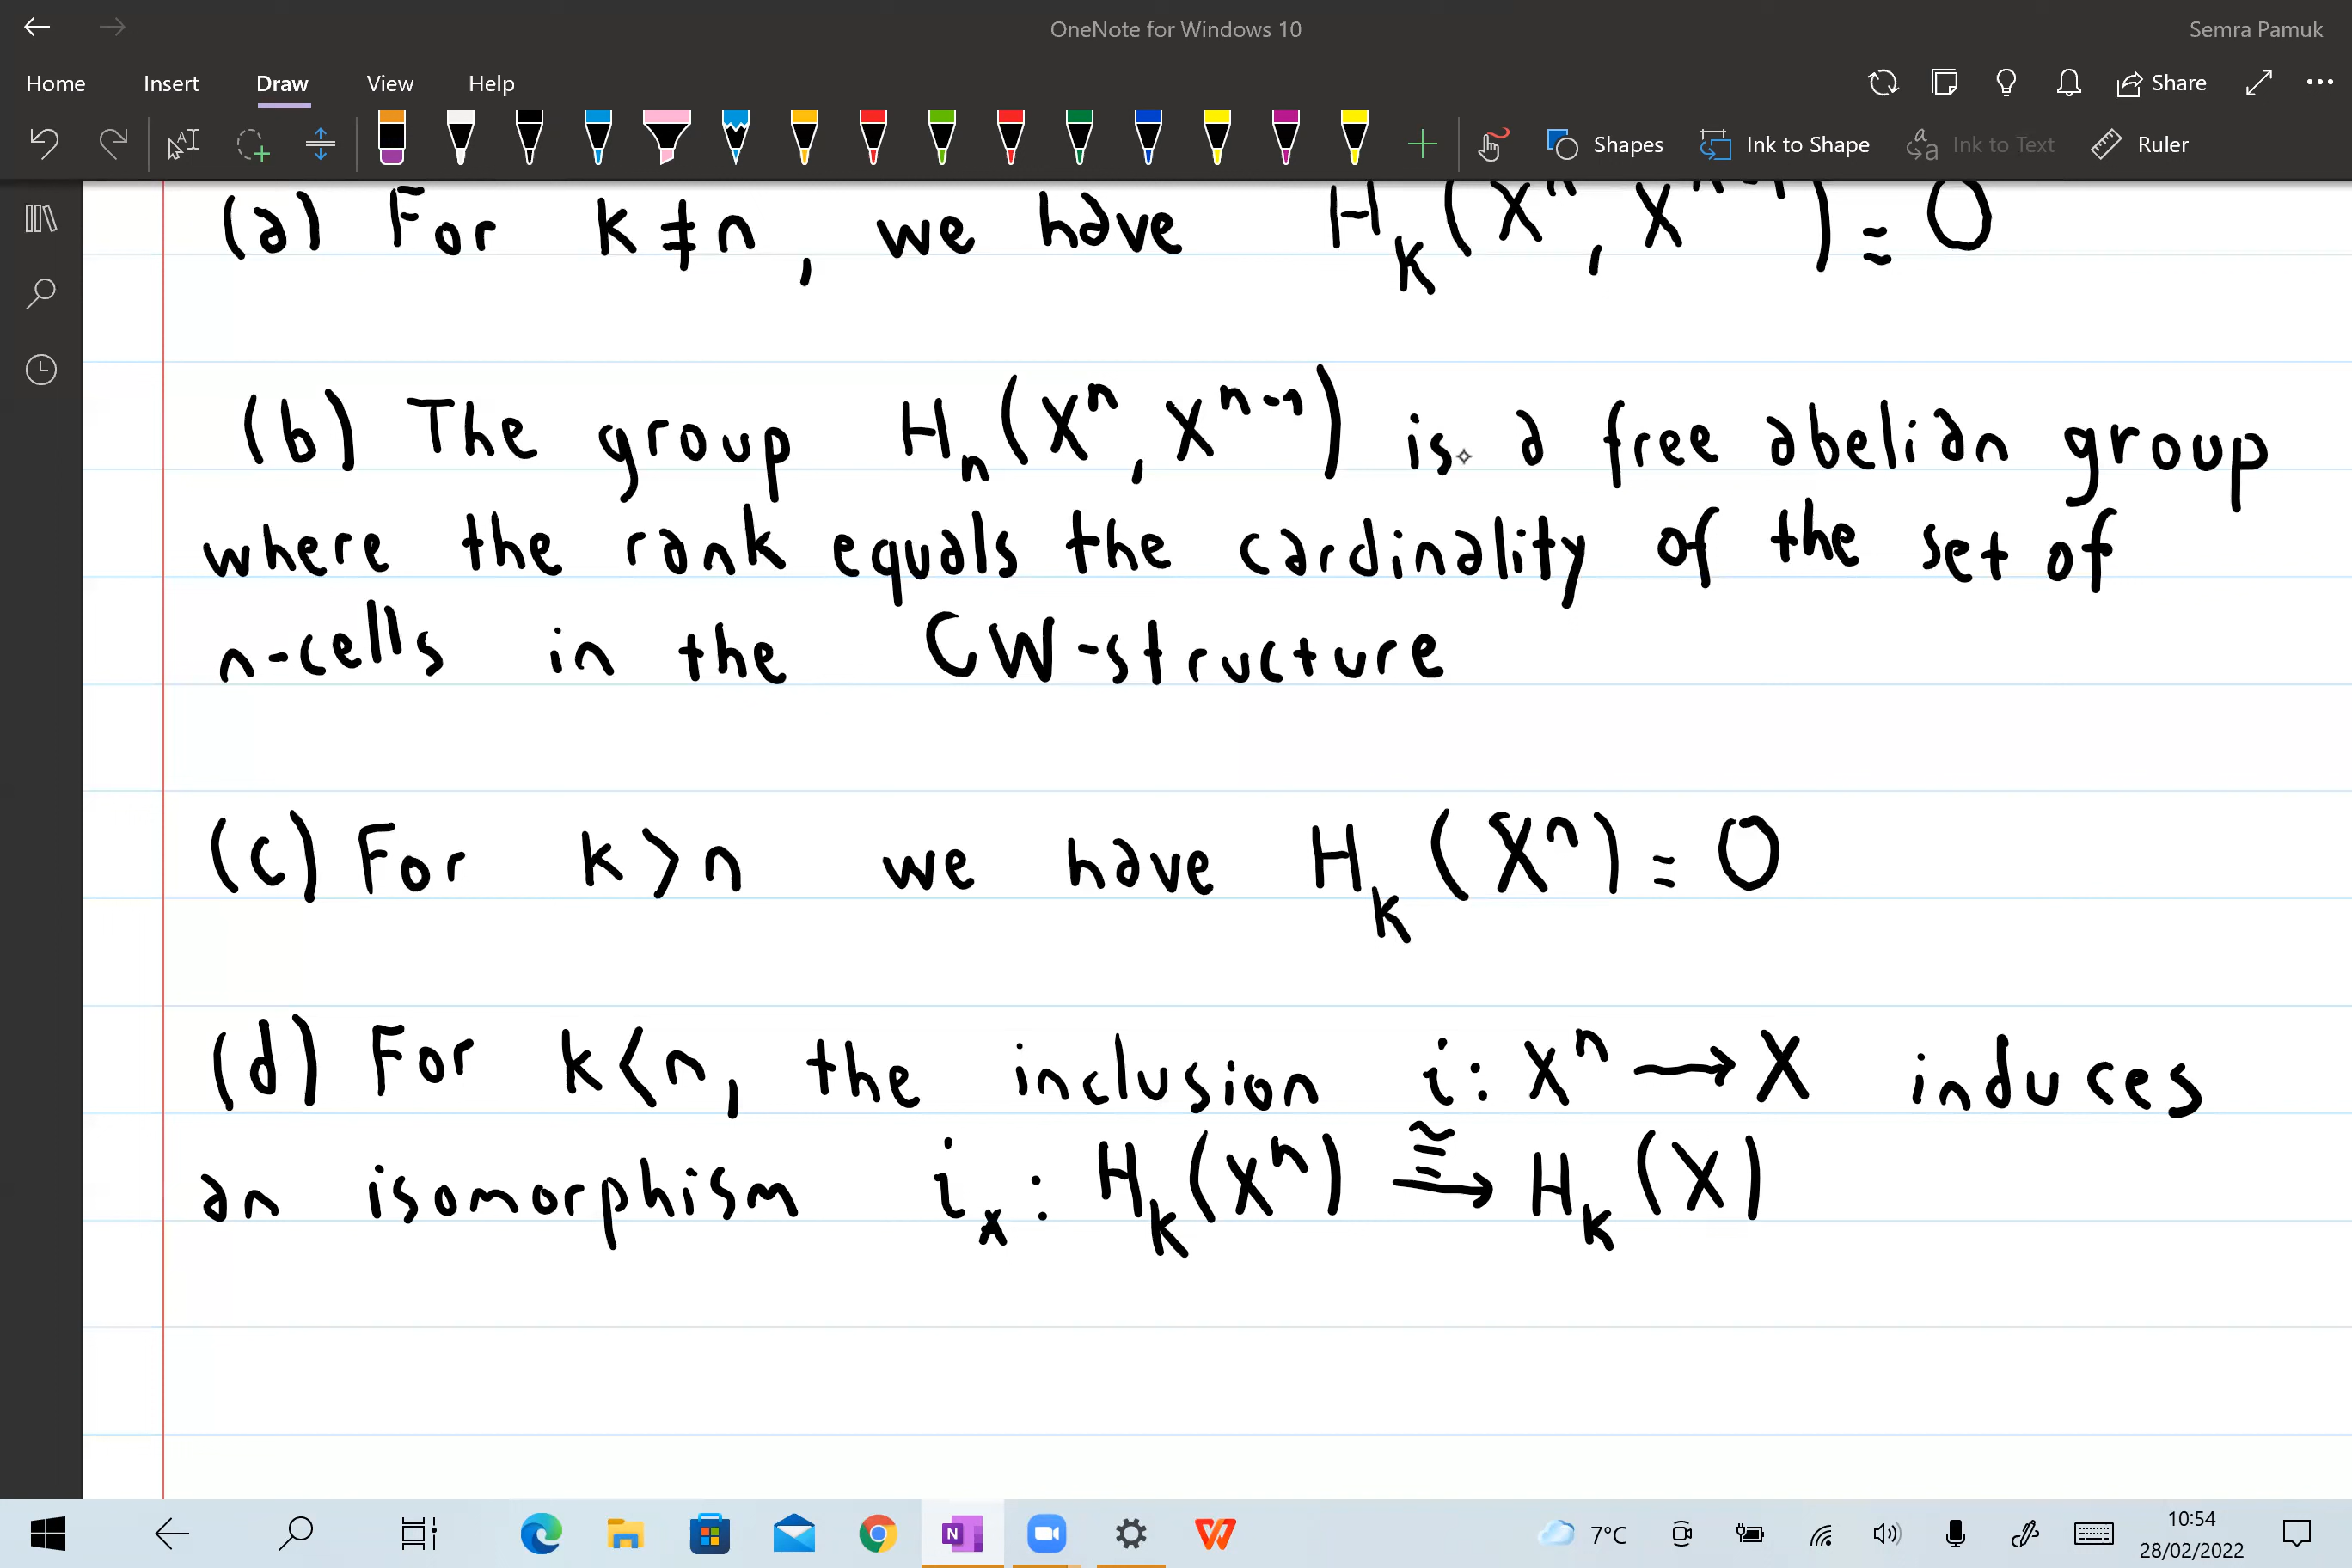 OneNote for Windows 10
Semra Pamuk
Home Insert Draw View Help
Share
Shapes Ink to Shape Ink to Text Ruler
(a) For k ≠ n, we have H_k(X^n, X^{n-1}) = 0
(b) The group H_n(X^n, X^{n-1}) is a free abelian group
where the rank equals the cardinality of the set of
n-cells in the CW-structure
(c) For k > n we have H_k(X^n) = 0
(d) For k < n, the inclusion i: X^n → X induces
an isomorphism i_*: H_k(X^n) ≅→ H_k(X)
7°C
10:54
28/02/2022